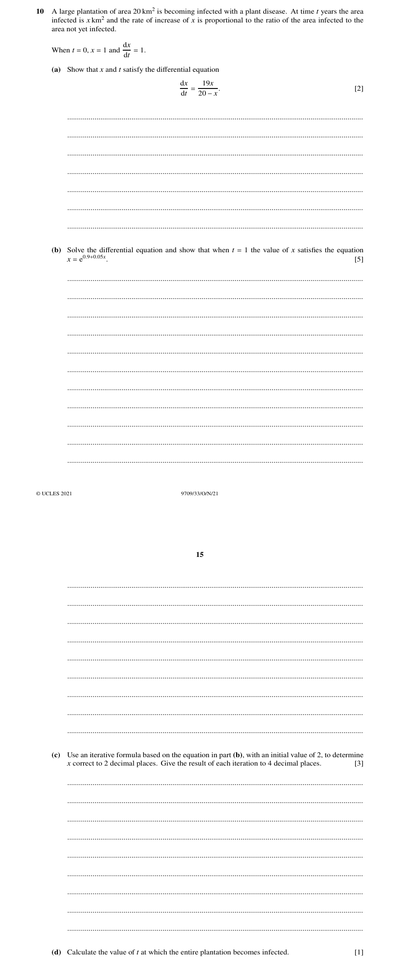 10 A large plantation of area 20 km² is becoming infected with a plant disease. At time t years the area
infected is x km² and the rate of increase of x is proportional to the ratio of the area infected to the
area not yet infected.
When t = 0, x = 1 and dx/dt = 1.
(a) Show that x and t satisfy the differential equation
dx/dt = 19x/(20 − x). [2]
(b) Solve the differential equation and show that when t = 1 the value of x satisfies the equation
x = e^(0.9+0.05x). [5]
© UCLES 2021 9709/33/O/N/21
15
(c) Use an iterative formula based on the equation in part (b), with an initial value of 2, to determine
x correct to 2 decimal places. Give the result of each iteration to 4 decimal places. [3]
(d) Calculate the value of t at which the entire plantation becomes infected. [1]